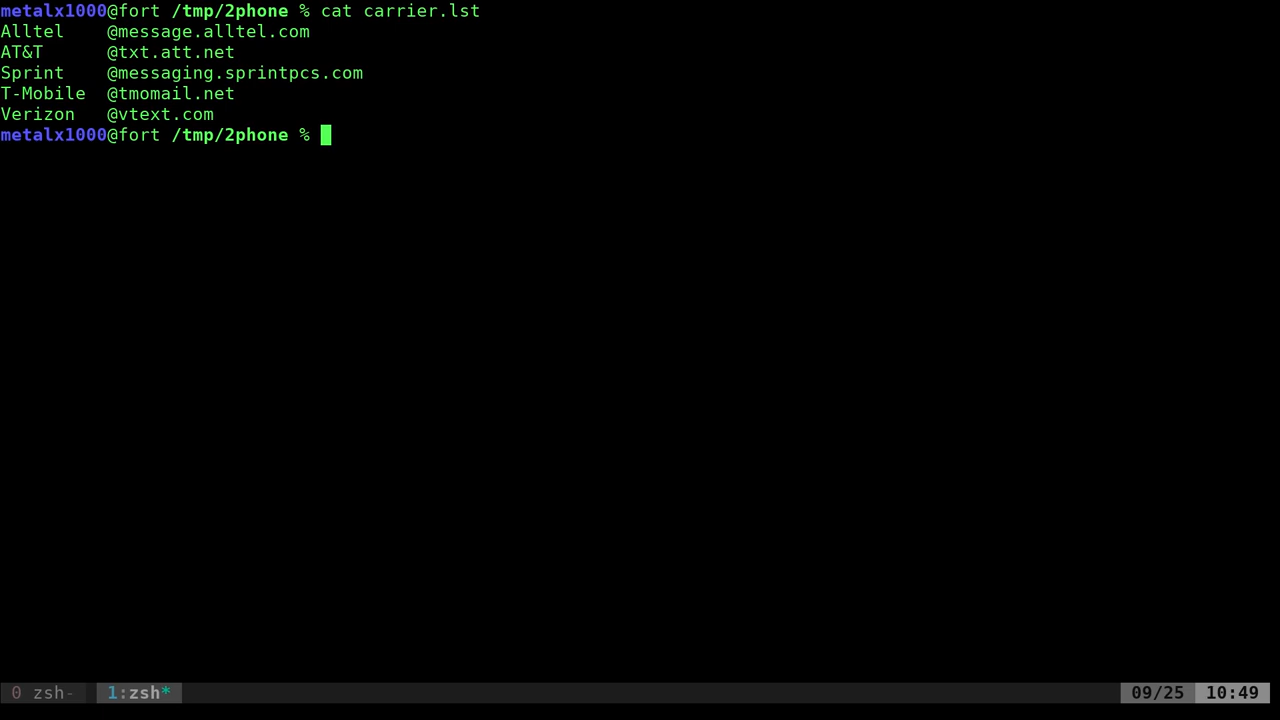 metalx1000@fort /tmp/2phone % cat carrier.lst
Alltel    @message.alltel.com
AT&T      @txt.att.net
Sprint    @messaging.sprintpcs.com
T-Mobile  @tmomail.net
Verizon   @vtext.com
metalx1000@fort /tmp/2phone %
0 zsh- 1:zsh* 09/25 10:49